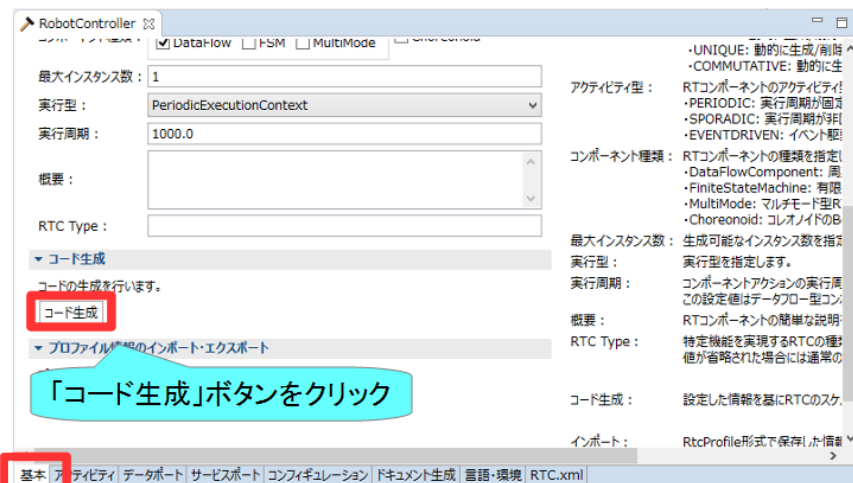 RobotController
DataFlow FSM MultiMode
最大インスタンス数: 1
実行型: PeriodicExecutionContext
実行周期: 1000.0
概要:
RTC Type:
コード生成
コードの生成を行います。
コード生成
プロファイル情報のインポート・エクスポート
「コード生成」ボタンをクリック
・UNIQUE: 動的に生成/削除
・COMMUTATIVE: 動的に生
アクティビティ型: RTコンポーネントのアクティビティ
・PERIODIC: 実行周期が固定
・SPORADIC: 実行周期が非
・EVENTDRIVEN: イベント駆
コンポーネント種類: RTコンポーネントの種類を指定し
・DataFlowComponent: 周
・FiniteStateMachine: 有限
・MultiMode: マルチモード型R
・Choreonoid: コレオノイドのB
最大インスタンス数: 生成可能なインスタンス数を指定
実行型: 実行型を指定します。
実行周期: コンポーネントアクションの実行周
この設定値はデータフロー型コン
概要: RTコンポーネントの簡単な説明
RTC Type: 特定機能を実現するRTCの種
値が省略された場合には通常の
コード生成: 設定した情報を基にRTCのスケ
インポート: RtcProfile形式で保存した情報
基本 アクティビティ データポート サービスポート コンフィギュレーション ドキュメント生成 言語・環境 RTC.xml